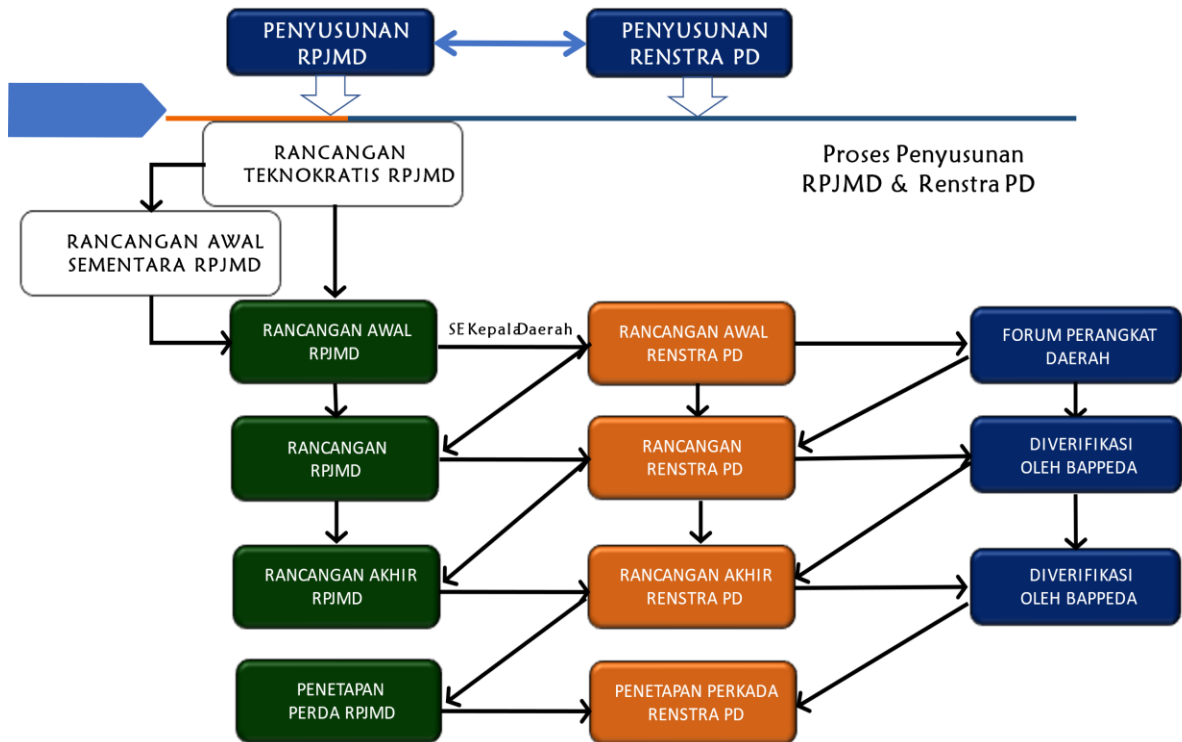 PENYUSUNAN
RPJMD
PENYUSUNAN
RENSTRA PD
RANCANGAN
TEKNOKRATIS RPJMD
Proses Penyusunan
RPJMD & Renstra PD
RANCANGAN AWAL
SEMENTARA RPJMD
RANCANGAN AWAL
RPJMD
SE KepalaDaerah
RANCANGAN AWAL
RENSTRA PD
FORUM PERANGKAT
DAERAH
RANCANGAN
RPJMD
RANCANGAN
RENSTRA PD
DIVERIFIKASI
OLEH BAPPEDA
RANCANGAN AKHIR
RPJMD
RANCANGAN AKHIR
RENSTRA PD
DIVERIFIKASI
OLEH BAPPEDA
PENETAPAN
PERDA RPJMD
PENETAPAN PERKADA
RENSTRA PD